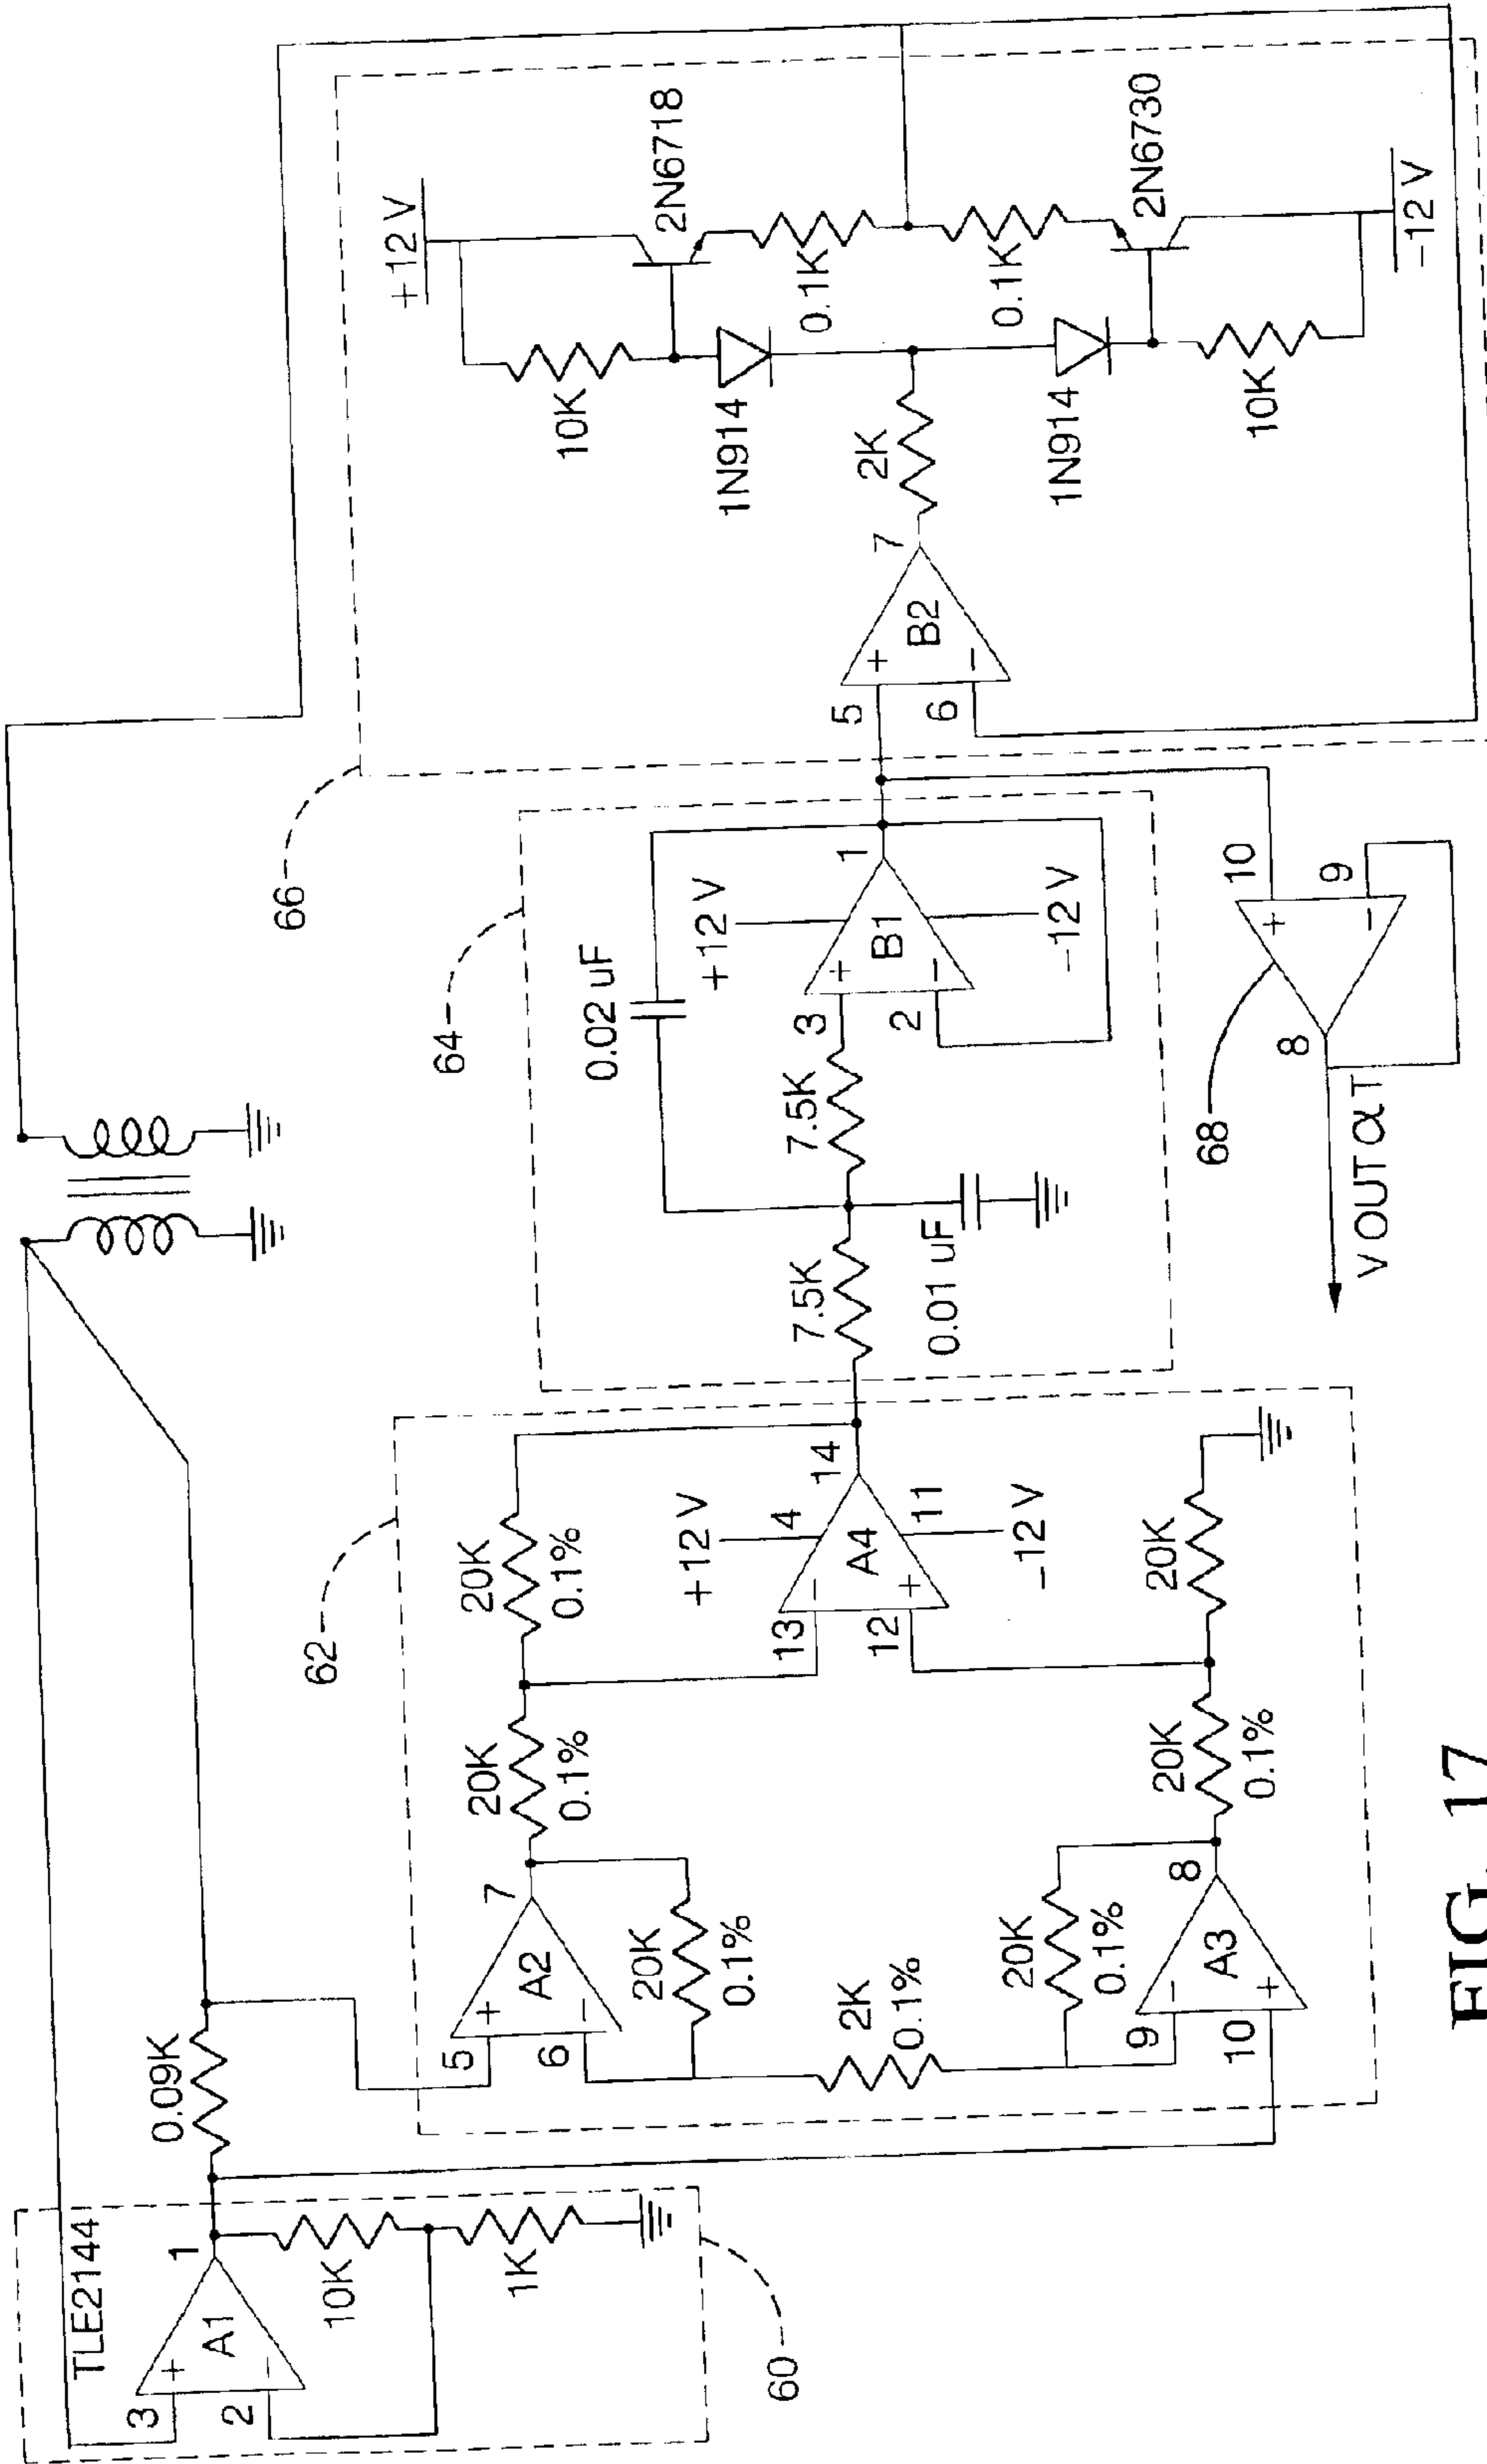 60
TLE2144
A1
+
-
3
2
1
10K
1K
0.09K
62
A2
+
-
5
6
7
20K
0.1%
2K
0.1%
20K
0.1%
A3
-
+
9
10
8
20K
0.1%
20K
0.1%
20K
0.1%
20K
A4
-
+
13
12
14
+12 V
4
11
-12 V
64
7.5K
7.5K
0.01 uF
0.02 uF
B1
+
-
3
2
1
+12 V
-12 V
66
B2
+
-
5
6
7
2K
10K
1N914
1N914
10K
+12 V
2N6718
0.1K
0.1K
2N6730
-12 V
68
+
-
10
9
8
V OUT α T
FIG. 17